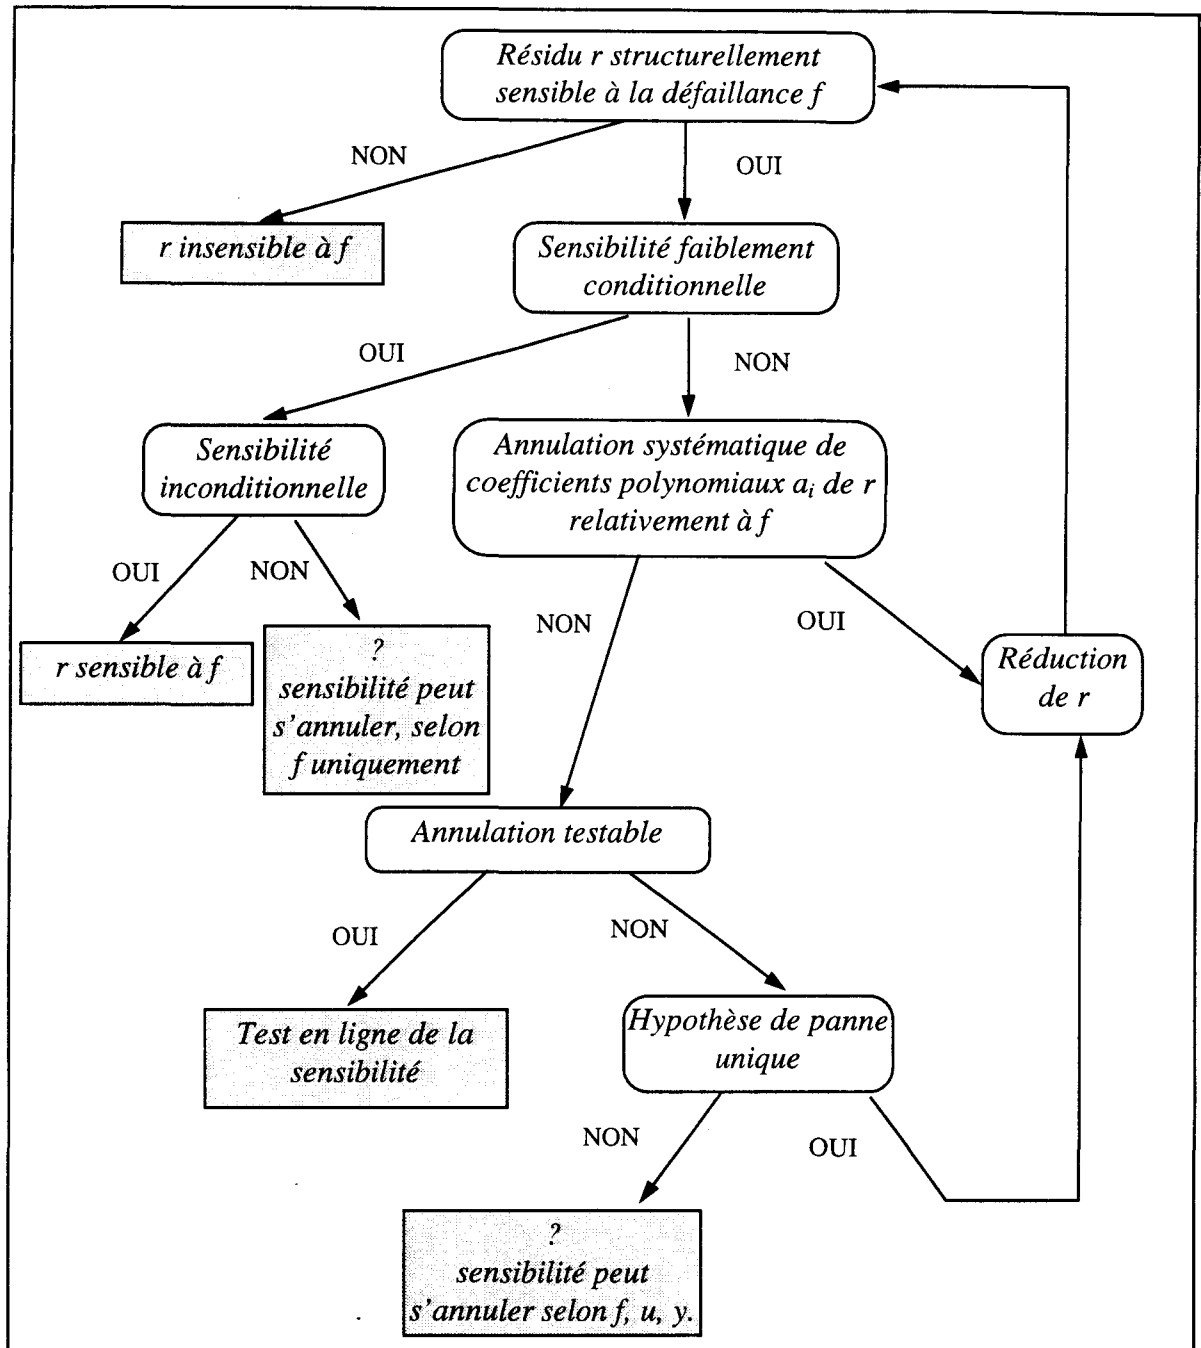 Résidu r structurellement
sensible à la défaillance f
NON
OUI
r insensible à f
Sensibilité faiblement
conditionnelle
OUI
NON
Sensibilité
inconditionnelle
Annulation systématique de
coefficients polynomiaux aᵢ de r
relativement à f
OUI
NON
NON
OUI
r sensible à f
?
sensibilité peut
s'annuler, selon
f uniquement
Réduction
de r
Annulation testable
OUI
NON
Test en ligne de la
sensibilité
Hypothèse de panne
unique
NON
OUI
?
sensibilité peut
s'annuler selon f, u, y.